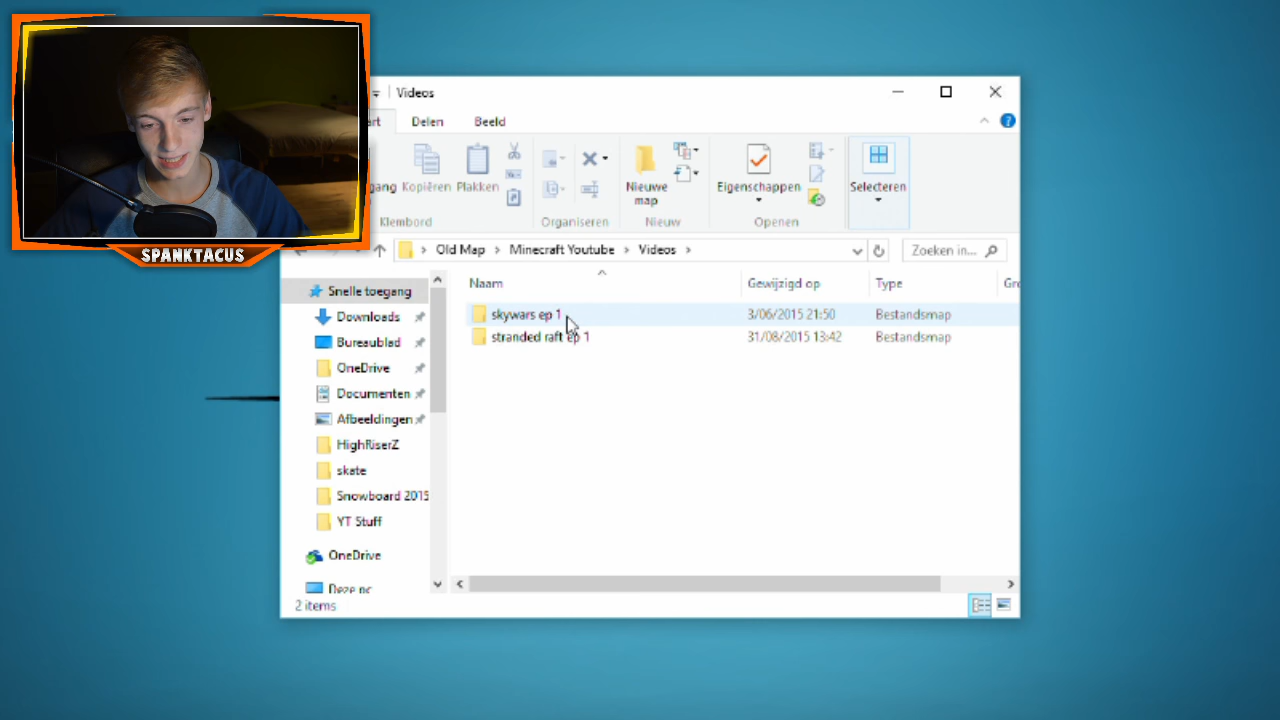 Videos
Delen Beeld
Kopiëren Plakken
Nieuwe map
Eigenschappen
Selecteren
Klembord Organiseren Nieuw Openen
SPANKTACUS
Old Map Minecraft Youtube Videos
Zoeken in...
Naam Gewijzigd op Type
Snelle toegang
skywars ep 1 3/06/2015 21:50 Bestandsmap
Downloads
stranded raft ep 1 31/08/2015 13:42 Bestandsmap
Bureaublad
OneDrive
Documenten
Afbeeldingen
HighRiserZ
skate
Snowboard 2015
YT Stuff
OneDrive
Deze pc
2 items